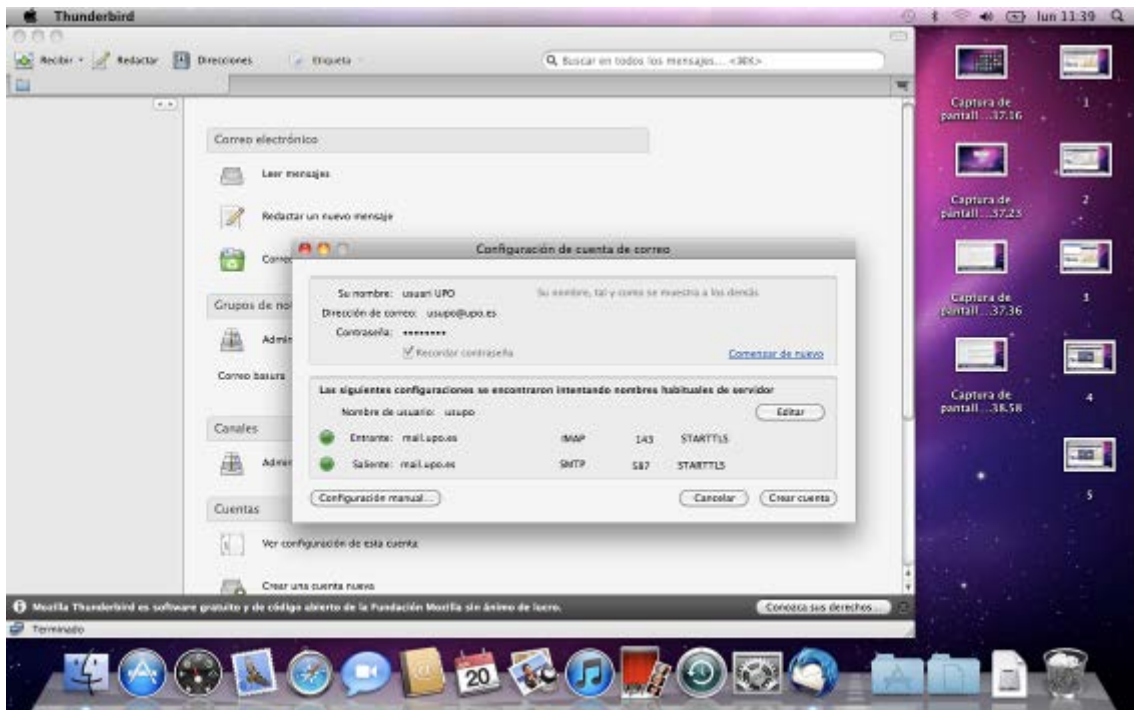 Thunderbird
lun 11:39
Recibir
Redactar
Direcciones
Etiqueta
Buscar en todos los mensajes... <⌘K>
Correo electrónico
Leer mensajes
Redactar un nuevo mensaje
Correo basura
Canales
Cuentas
Ver configuración de esta cuenta
Crear una cuenta nueva
Configuración de cuenta de correo
Su nombre: usuari UPO
Su nombre, tal y como se muestra a los demás
Dirección de correo: usupo@upo.es
Contraseña: ••••••••
Recordar contraseña
Comenzar de nuevo
Las siguientes configuraciones se encontraron intentando nombres habituales de servidor
Nombre de usuario: usupo
Editar
Entrante: mail.upo.es IMAP 143 STARTTLS
Saliente: mail.upo.es SMTP 587 STARTTLS
Configuración manual...
Cancelar
Crear cuenta
Mozilla Thunderbird es software gratuito y de código abierto de la Fundación Mozilla sin ánimo de lucro.
Conozca sus derechos...
Terminado
Captura de
pantall...37.16
1
Captura de
pantall...37.23
2
Captura de
pantall...37.36
3
Captura de
pantall...38.58
4
5
20